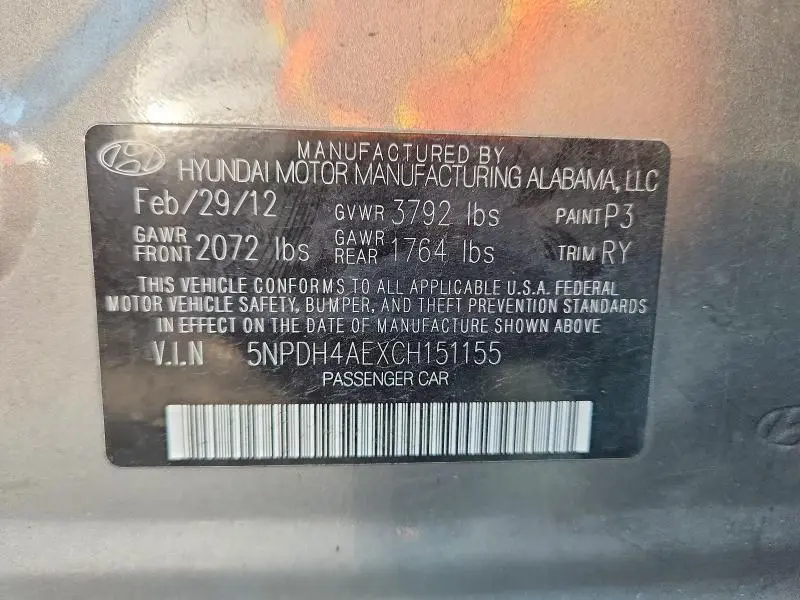 MANUFACTURED BY
HYUNDAI MOTOR MANUFACTURING ALABAMA, LLC
Feb/29/12 GVWR 3792 lbs PAINT P3
GAWR FRONT 2072 lbs GAWR REAR 1764 lbs TRIM RY
THIS VEHICLE CONFORMS TO ALL APPLICABLE U.S.A. FEDERAL
MOTOR VEHICLE SAFETY, BUMPER, AND THEFT PREVENTION STANDARDS
IN EFFECT ON THE DATE OF MANUFACTURE SHOWN ABOVE
V.I.N 5NPDH4AEXCH151155
PASSENGER CAR